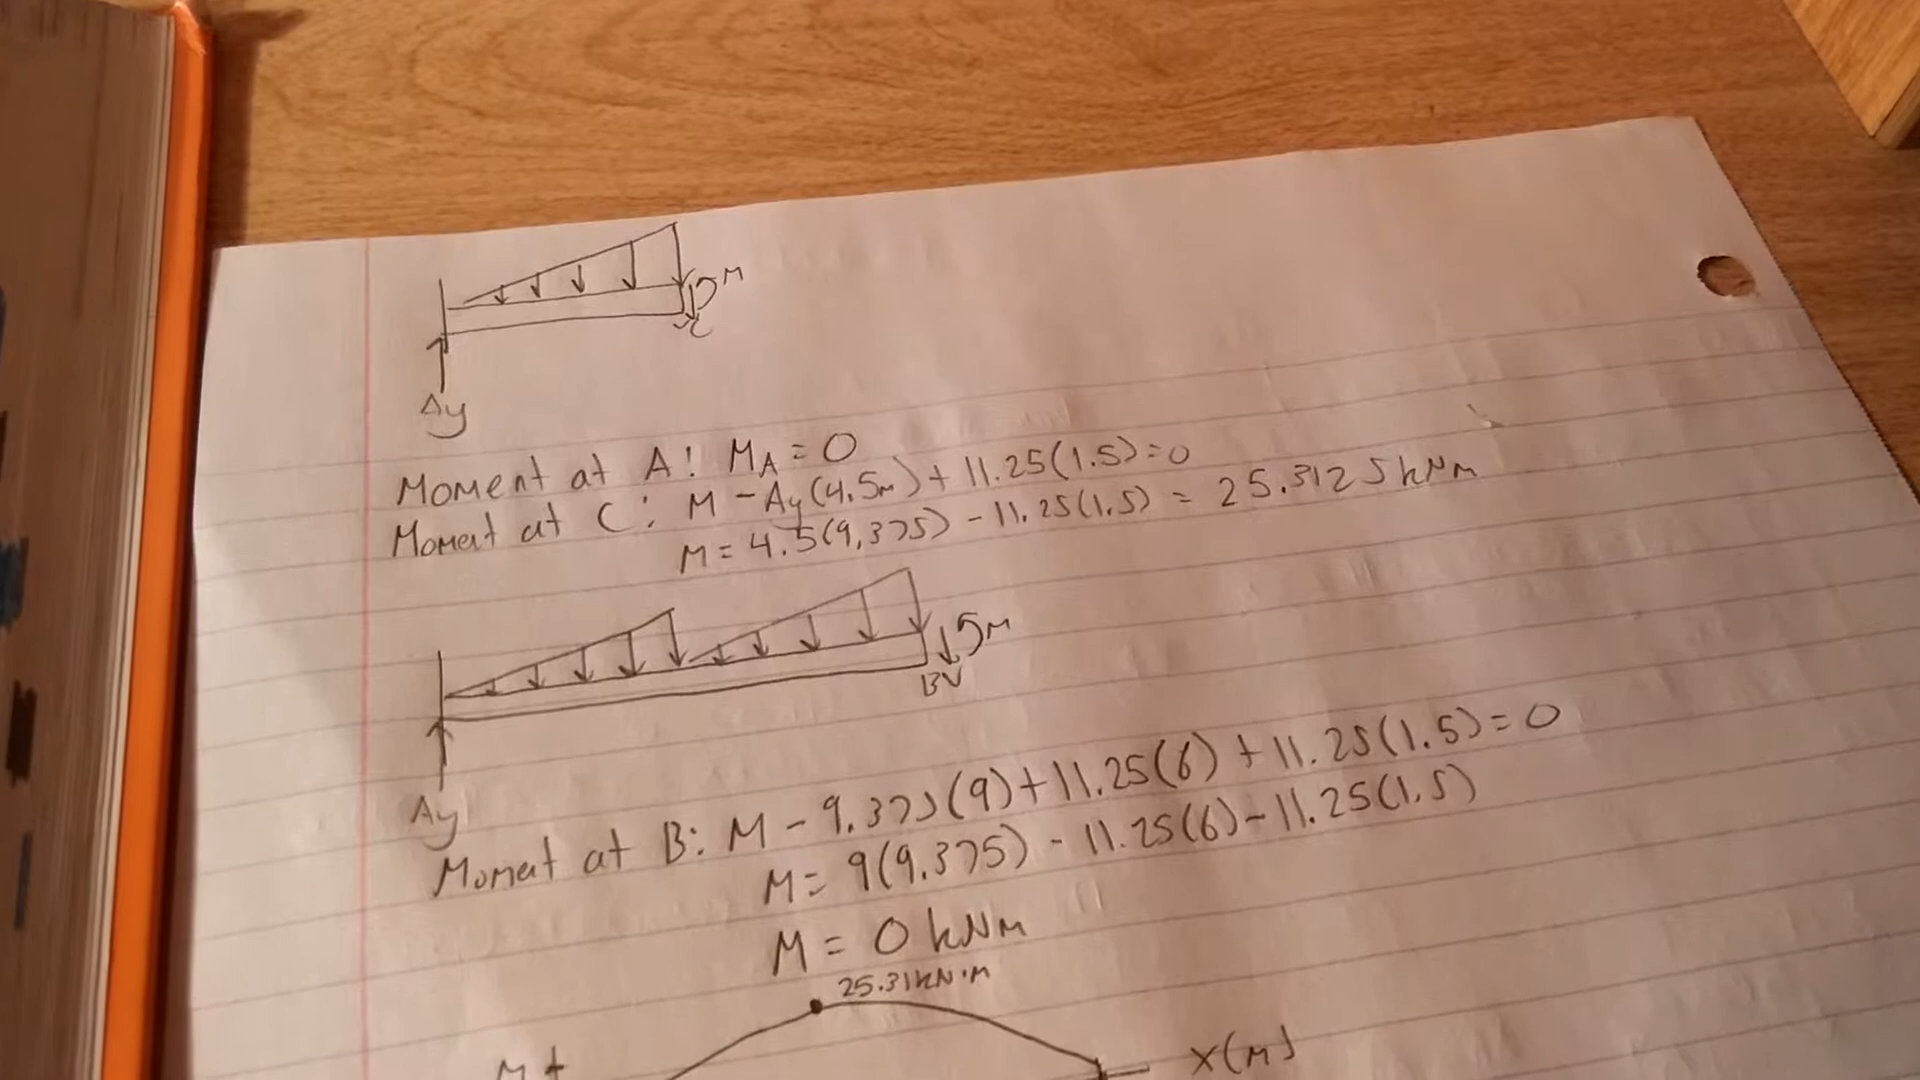 M
V
C
Ay
Moment at A: MA = 0
Moment at C: M - Ay(4.5m) + 11.25(1.5) = 0
M = 4.5(9,375) - 11.25(1.5) = 25.3125 kNm
M
BV
Ay
Moment at B: M - 9.375(9) + 11.25(6) + 11.25(1.5) = 0
M = 9(9.375) - 11.25(6) - 11.25(1.5)
M = 0 kNm
25.31kN·M
x(m)